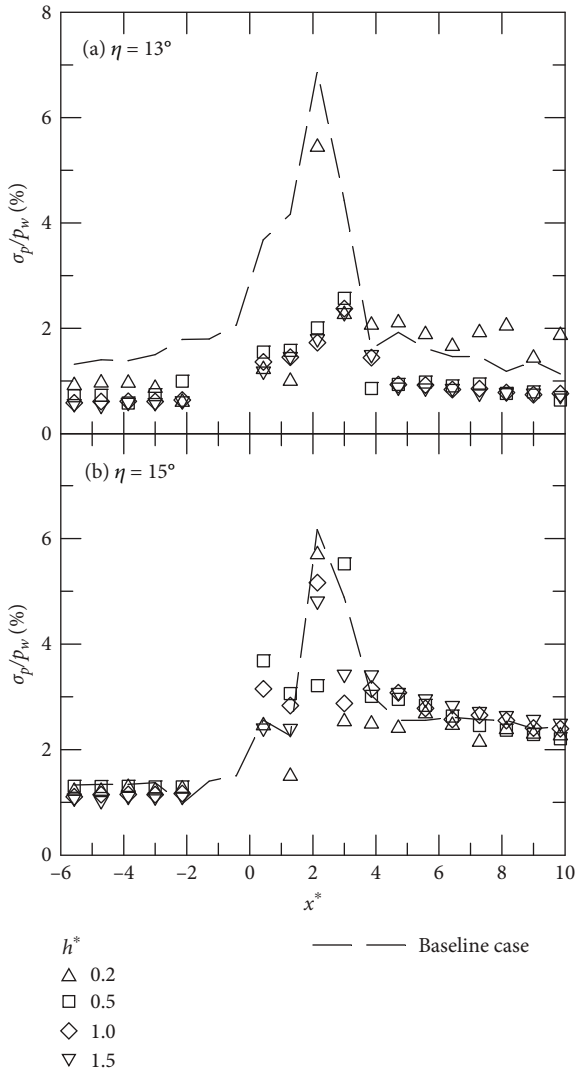 8
(a) η = 13°
6
σp/pw (%)
4
2
0
(b) η = 15°
6
σp/pw (%)
4
2
0
−6 −4 −2 0 2 4 6 8 10
x*
h*
Baseline case
0.2
0.5
1.0
1.5